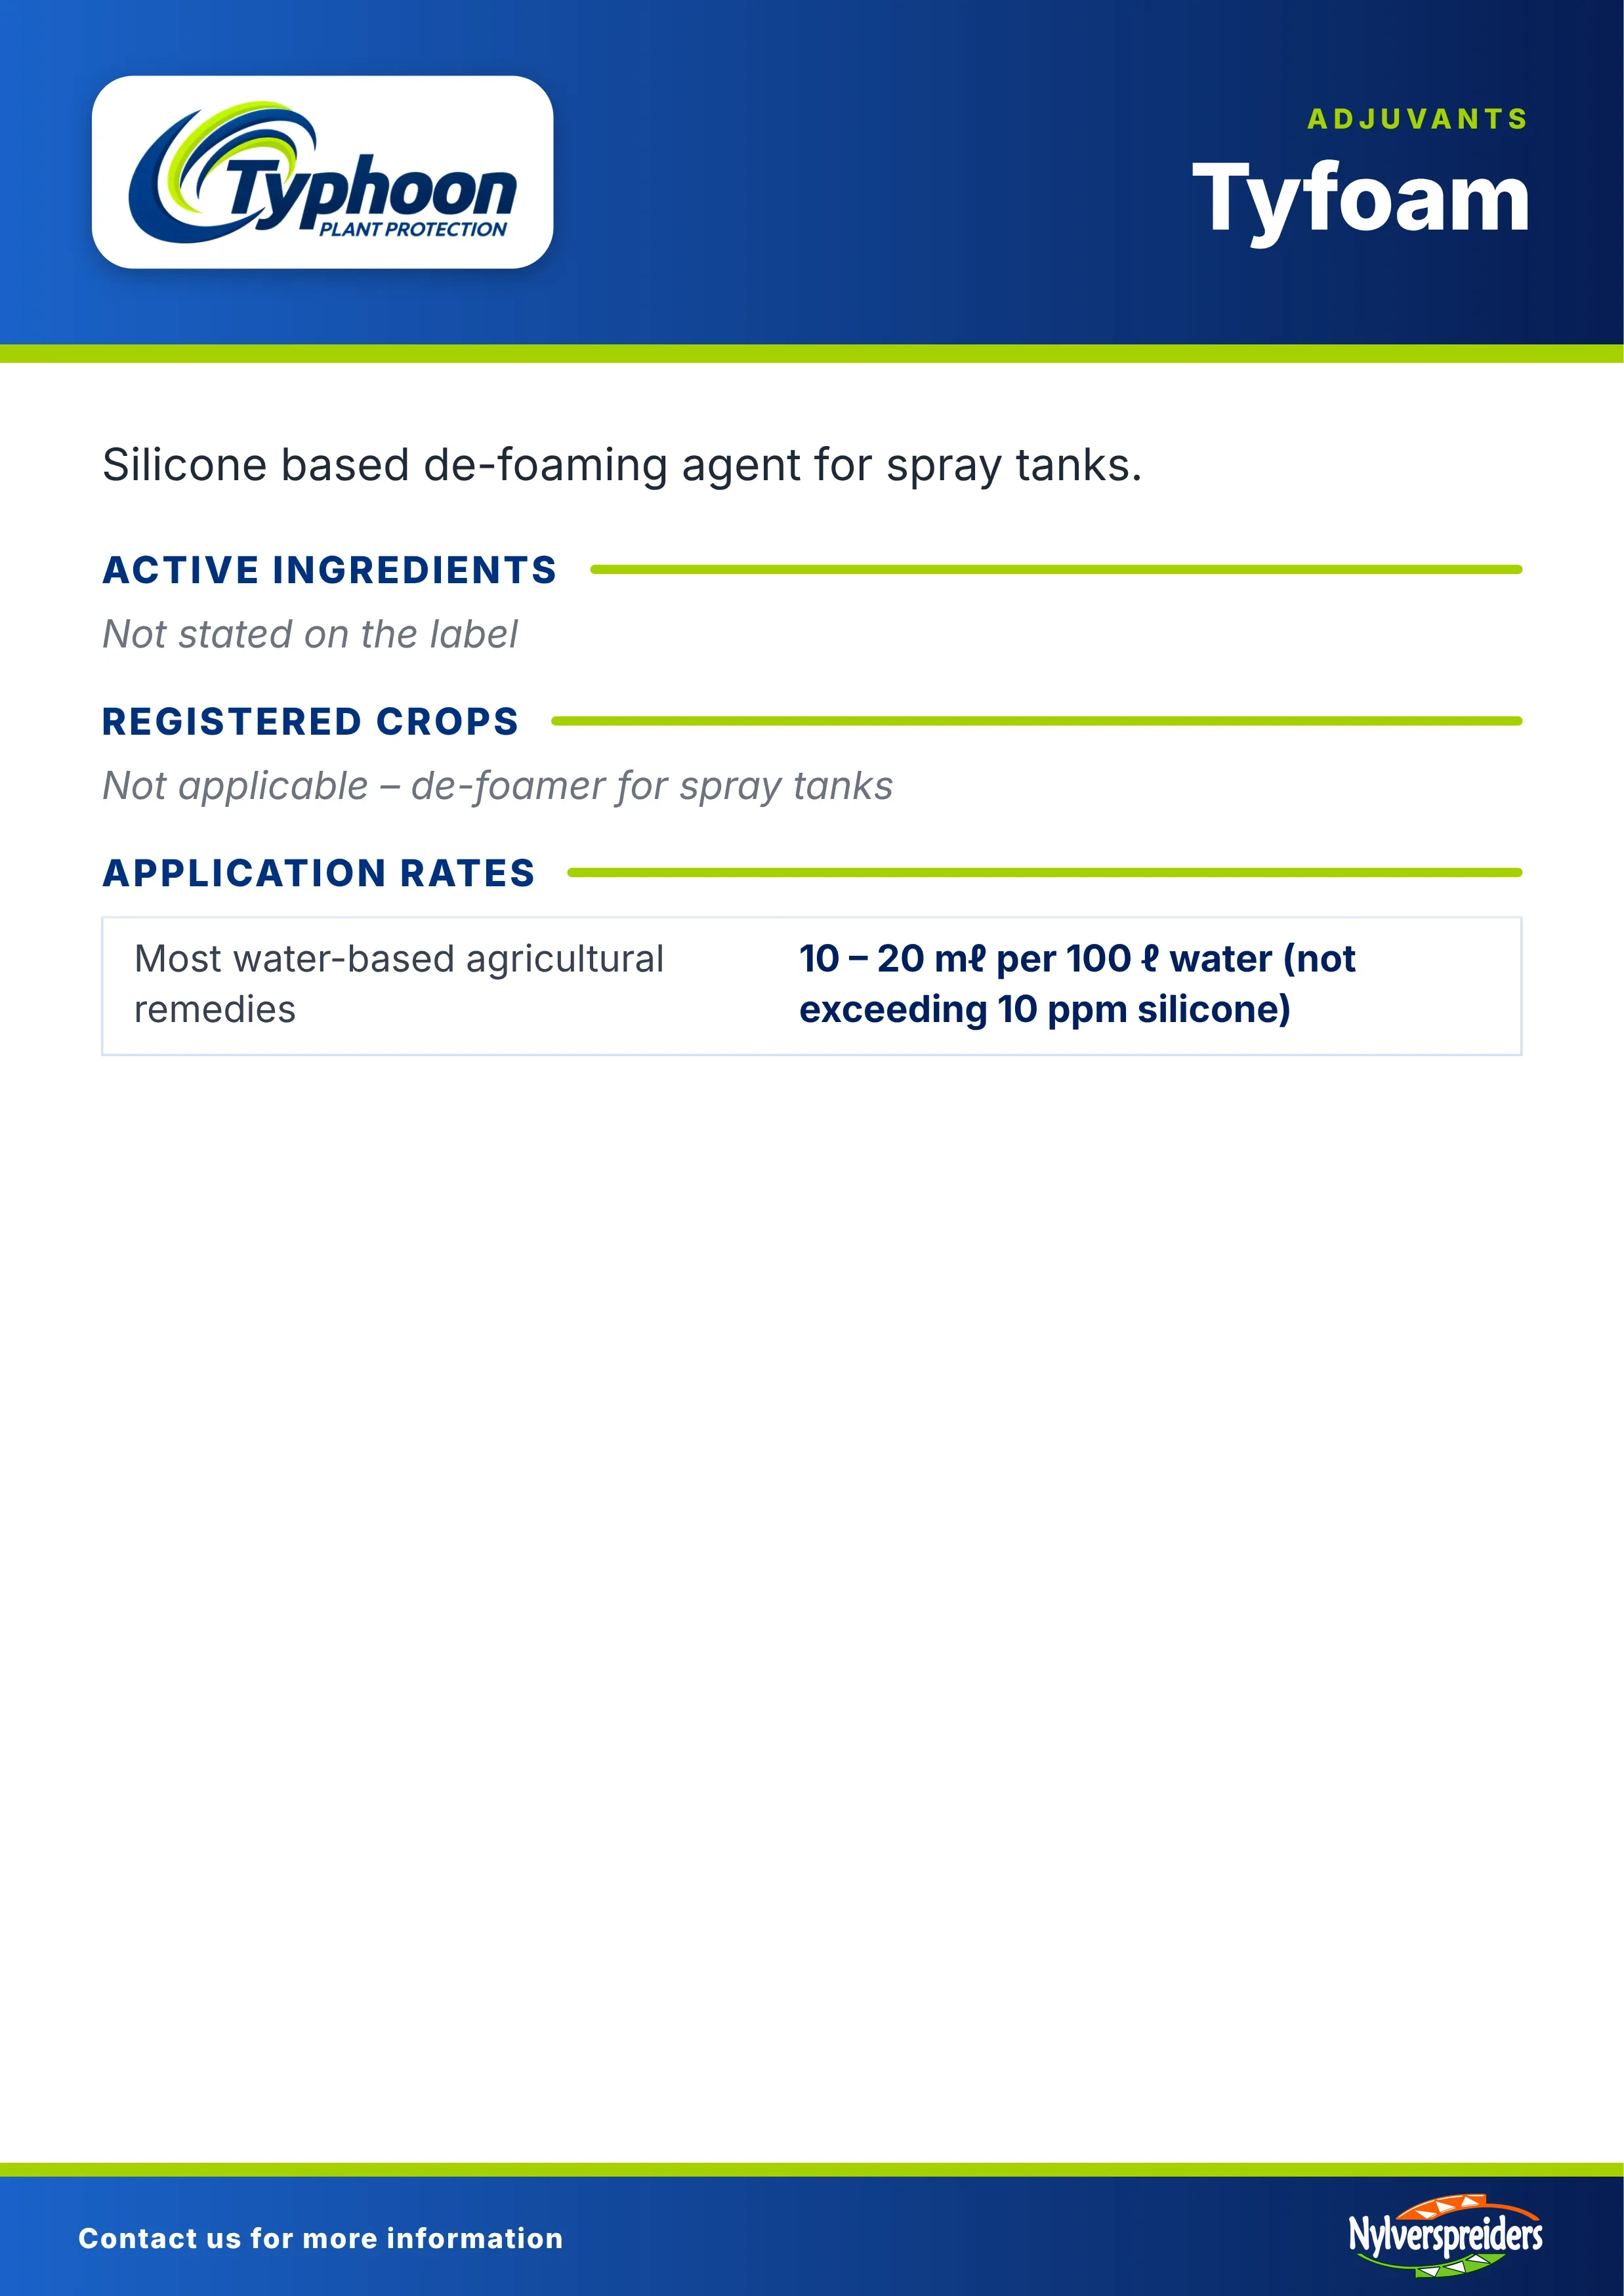 Typhoon
PLANT PROTECTION
ADJUVANTS
Tyfoam
Silicone based de-foaming agent for spray tanks.
ACTIVE INGREDIENTS
Not stated on the label
REGISTERED CROPS
Not applicable – de-foamer for spray tanks
APPLICATION RATES
Most water-based agricultural
remedies
10 – 20 mℓ per 100 ℓ water (not
exceeding 10 ppm silicone)
Contact us for more information
Nylverspreiders